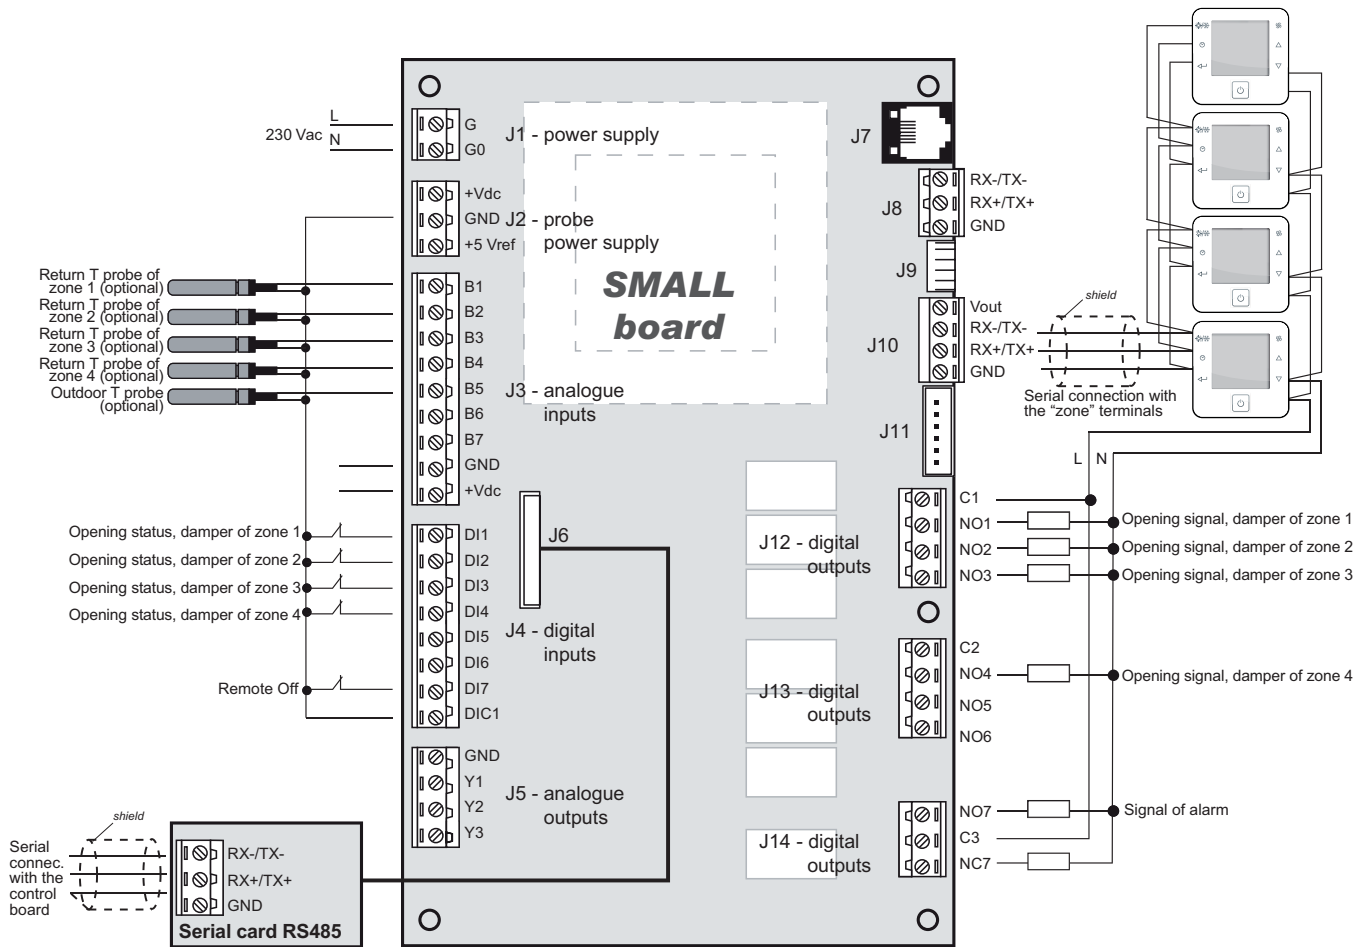 L
230 Vac
N
G
G0
J1 - power supply
+Vdc
GND
+5 Vref
J2 - probe
power supply
Return T probe of
zone 1 (optional)
Return T probe of
zone 2 (optional)
Return T probe of
zone 3 (optional)
Return T probe of
zone 4 (optional)
Outdoor T probe
(optional)
B1
B2
B3
B4
B5
B6
B7
GND
+Vdc
J3 - analogue
inputs
SMALL
board
Opening status, damper of zone 1
Opening status, damper of zone 2
Opening status, damper of zone 3
Opening status, damper of zone 4
Remote Off
DI1
DI2
DI3
DI4
DI5
DI6
DI7
DIC1
J6
J4 - digital
inputs
GND
Y1
Y2
Y3
J5 - analogue
outputs
shield
Serial
connec.
with the
control
board
RX-/TX-
RX+/TX+
GND
Serial card RS485
J7
J8
RX-/TX-
RX+/TX+
GND
J9
J10
Vout
RX-/TX-
RX+/TX+
GND
shield
Serial connection with
the “zone” terminals
J11
L N
J12 - digital
outputs
C1
NO1
NO2
NO3
Opening signal, damper of zone 1
Opening signal, damper of zone 2
Opening signal, damper of zone 3
J13 - digital
outputs
C2
NO4
NO5
NO6
Opening signal, damper of zone 4
J14 - digital
outputs
NO7
C3
NC7
Signal of alarm